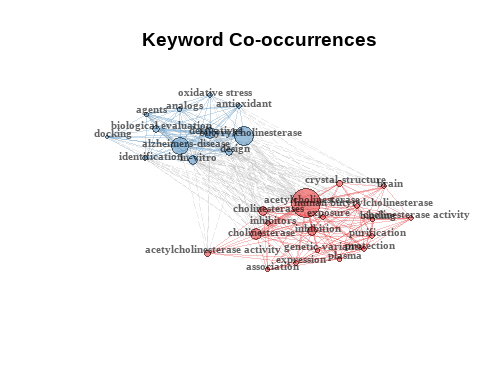 Keyword Co-occurrences
oxidative stress
analogs
antioxidant
agents
biological evaluation
derivatives
butyrylcholinesterase
docking
alzheimers-disease
design
identification
in-vitro
crystal-structure
brain
acetylcholinesterase
human butyrylcholinesterase
cholinesterases
exposure
binding
cholinesterase activity
inhibitors
inhibition
cholinesterase
purification
acetylcholinesterase activity
genetic-variants
protection
plasma
expression
association